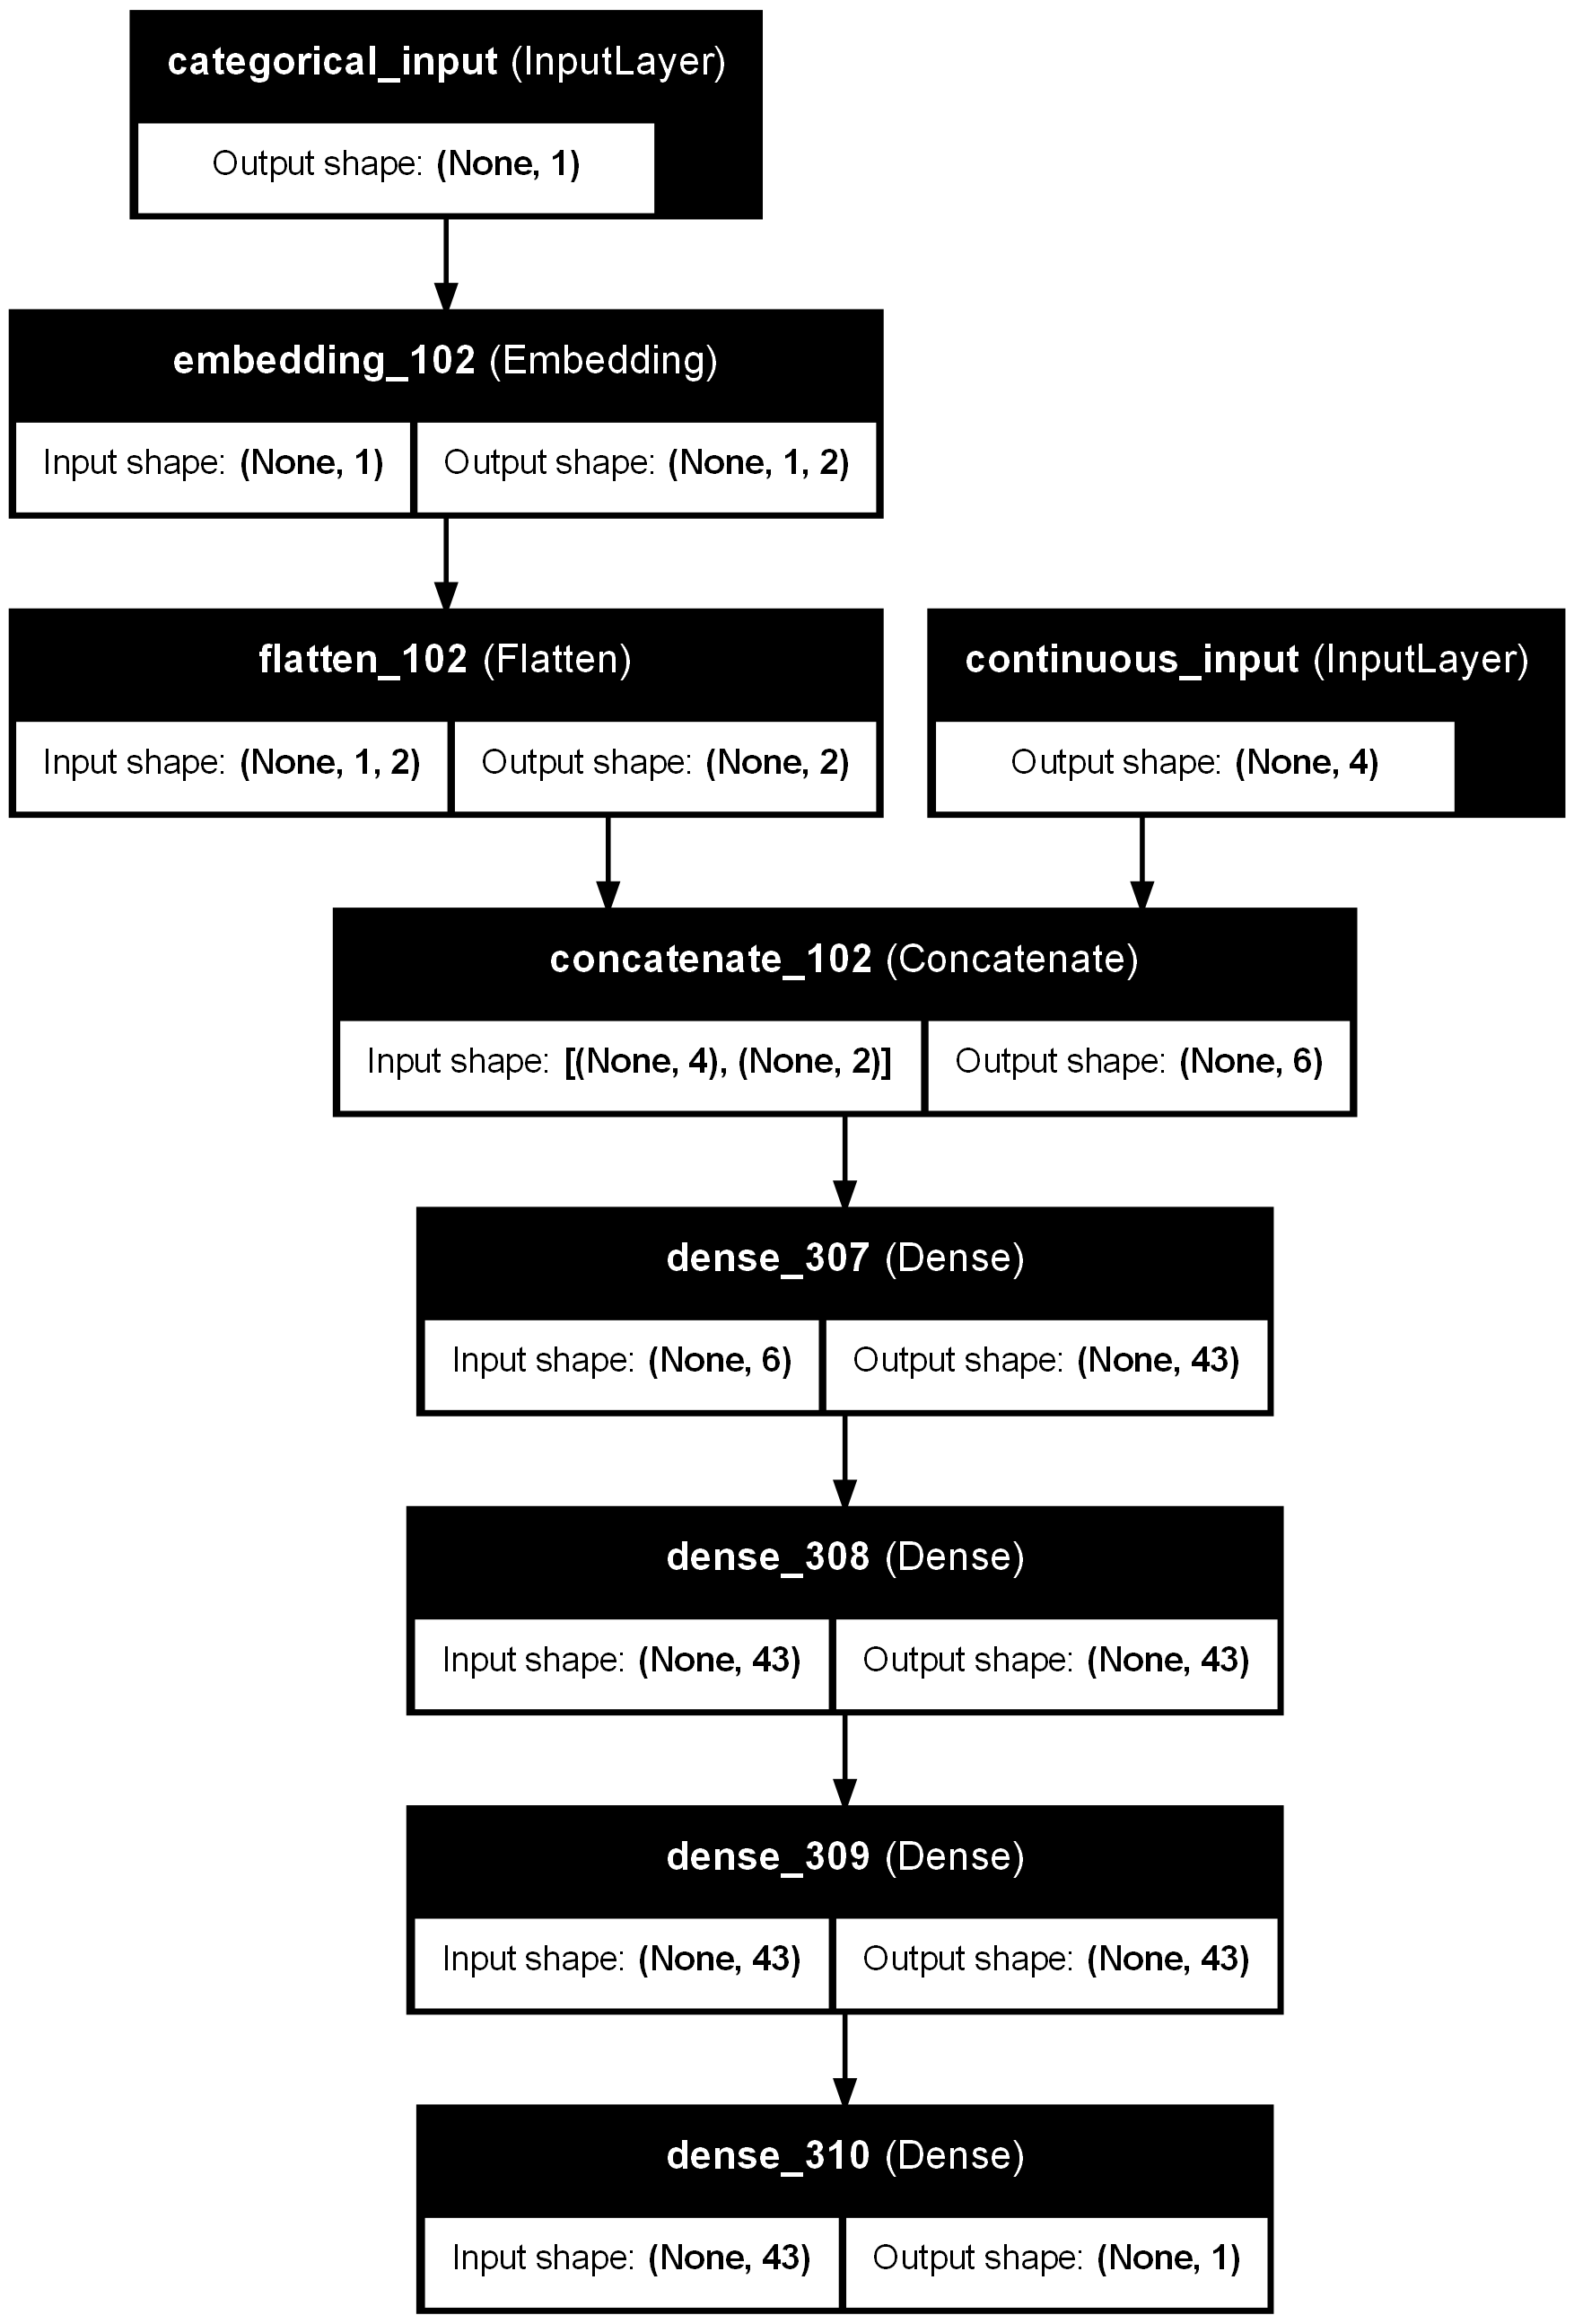 categorical_input (InputLayer)
Output shape: (None, 1)
embedding_102 (Embedding)
Input shape: (None, 1) Output shape: (None, 1, 2)
flatten_102 (Flatten)
Input shape: (None, 1, 2) Output shape: (None, 2)
continuous_input (InputLayer)
Output shape: (None, 4)
concatenate_102 (Concatenate)
Input shape: [(None, 4), (None, 2)] Output shape: (None, 6)
dense_307 (Dense)
Input shape: (None, 6) Output shape: (None, 43)
dense_308 (Dense)
Input shape: (None, 43) Output shape: (None, 43)
dense_309 (Dense)
Input shape: (None, 43) Output shape: (None, 43)
dense_310 (Dense)
Input shape: (None, 43) Output shape: (None, 1)